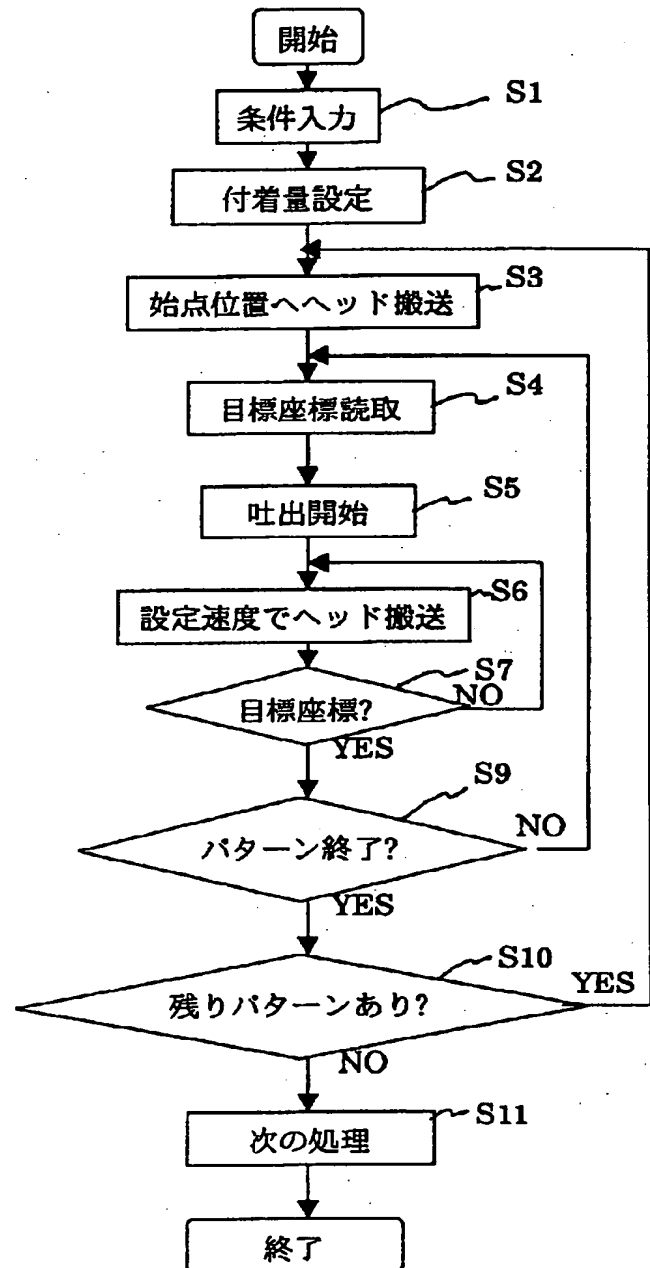 開始
S1
条件入力
S2
付着量設定
S3
始点位置へヘッド搬送
S4
目標座標読取
S5
吐出開始
S6
設定速度でヘッド搬送
S7
NO
目標座標?
YES
S9
パターン終了?
NO
YES
S10
残りパターンあり?
YES
NO
S11
次の処理
終了